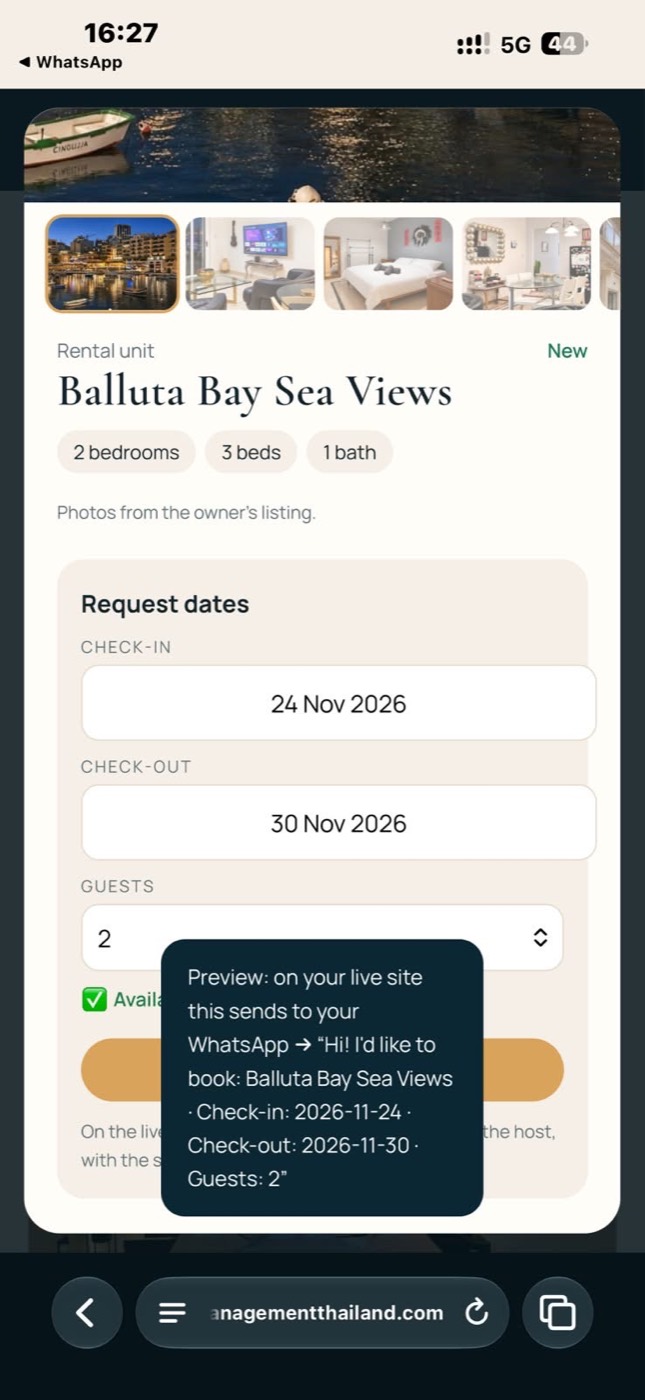 16:27
5G 44
◀ WhatsApp
CINQUJA
Rental unit
New
Balluta Bay Sea Views
2 bedrooms
3 beds
1 bath
Photos from the owner's listing.
Request dates
CHECK-IN
24 Nov 2026
CHECK-OUT
30 Nov 2026
GUESTS
2
✅ Availa
Preview: on your live site
this sends to your
WhatsApp → “Hi! I'd like to
book: Balluta Bay Sea Views
· Check-in: 2026-11-24 ·
Check-out: 2026-11-30 ·
Guests: 2”
On the live the host,
with the s
anagementthailand.com